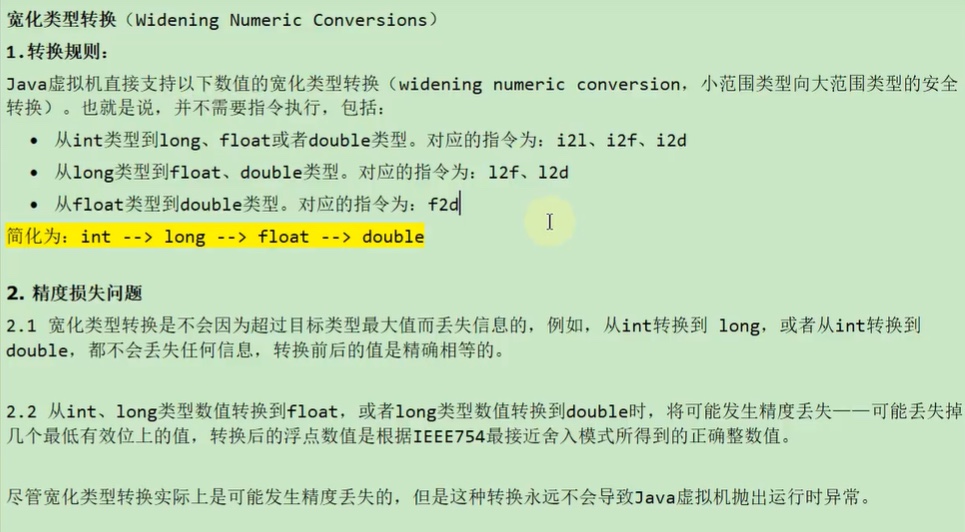 宽化类型转换（Widening Numeric Conversions）
1.转换规则：
Java虚拟机直接支持以下数值的宽化类型转换（widening numeric conversion，小范围类型向大范围类型的安全
转换）。也就是说，并不需要指令执行，包括：
• 从int类型到long、float或者double类型。对应的指令为：i2l、i2f、i2d
• 从long类型到float、double类型。对应的指令为：l2f、l2d
• 从float类型到double类型。对应的指令为：f2d
简化为：int --> long --> float --> double
2. 精度损失问题
2.1 宽化类型转换是不会因为超过目标类型最大值而丢失信息的，例如，从int转换到 long，或者从int转换到
double，都不会丢失任何信息，转换前后的值是精确相等的。
2.2 从int、long类型数值转换到float，或者long类型数值转换到double时，将可能发生精度丢失——可能丢失掉
几个最低有效位上的值，转换后的浮点数值是根据IEEE754最接近舍入模式所得到的正确整数值。
尽管宽化类型转换实际上是可能发生精度丢失的，但是这种转换永远不会导致Java虚拟机抛出运行时异常。